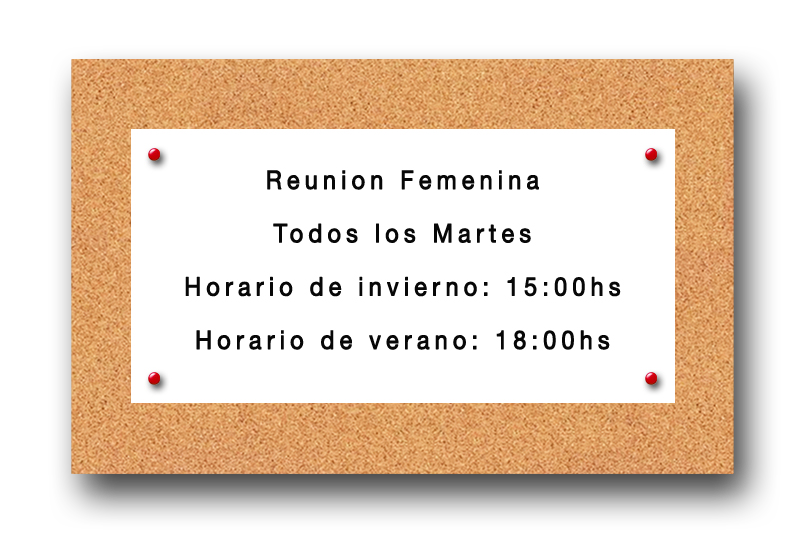 Reunion Femenina
Todos los Martes
Horario de invierno: 15:00hs
Horario de verano: 18:00hs